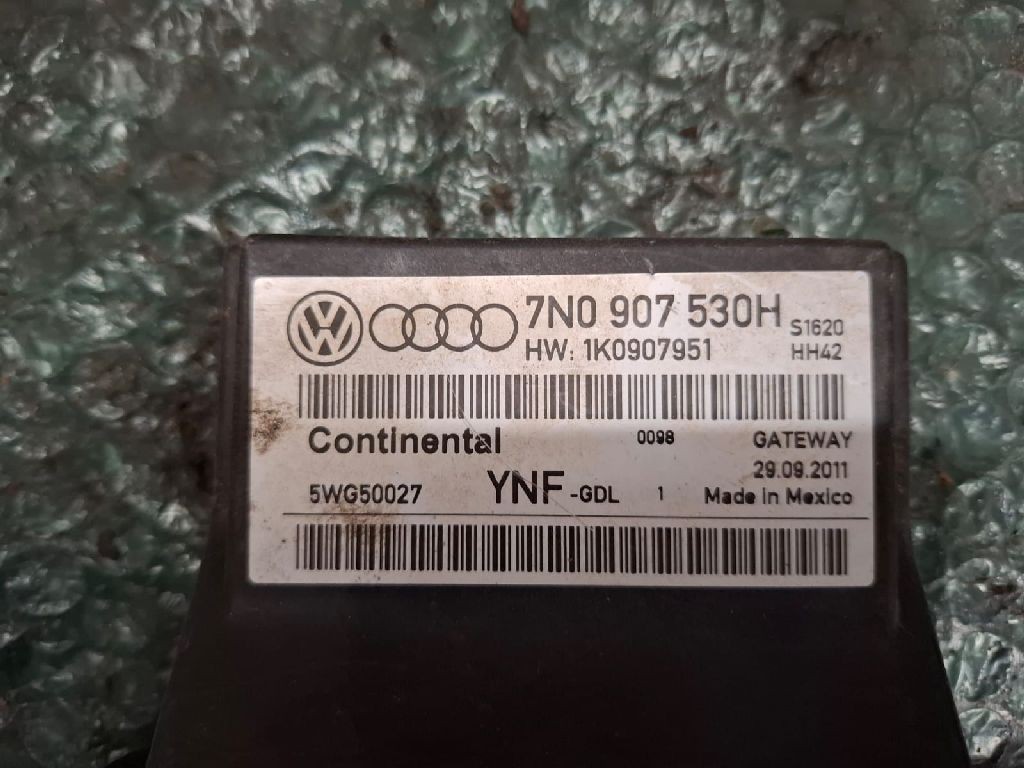 7N0 907 530H S1620
HW: 1K0907951 HH42
Continental 0098 GATEWAY
29.09.2011
5WG50027 YNF-GDL 1 Made in Mexico